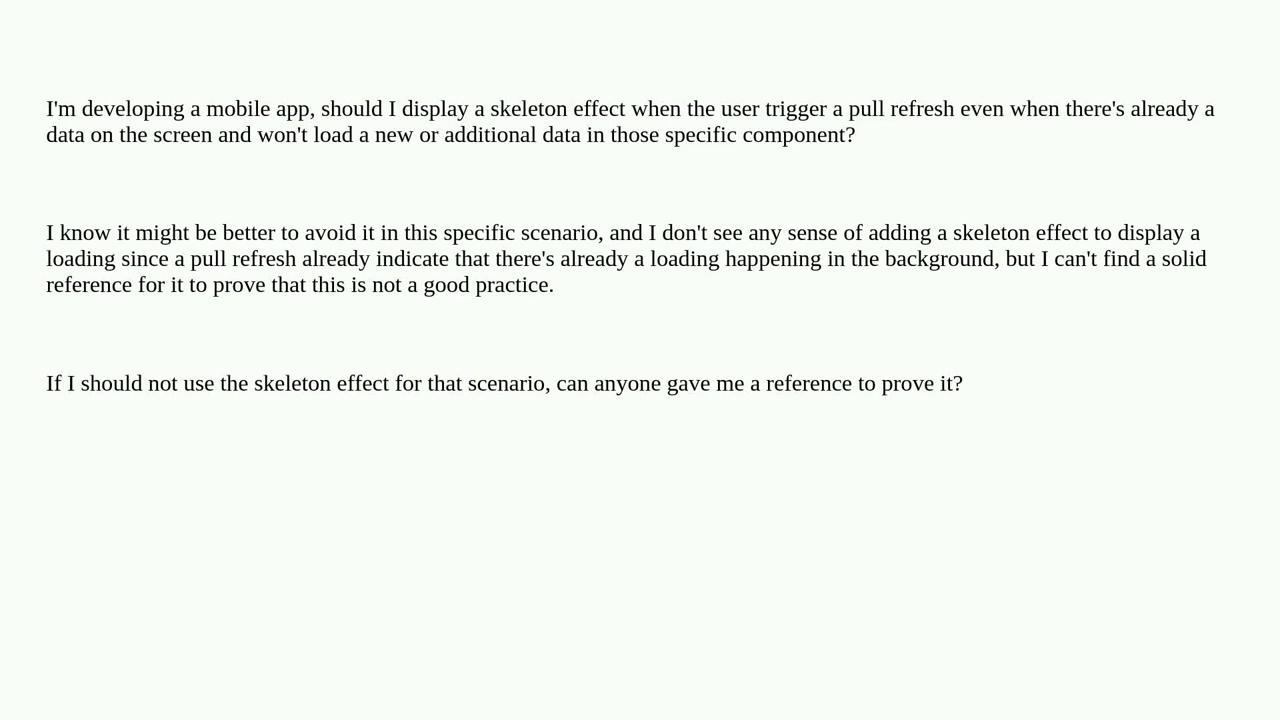 I'm developing a mobile app, should I display a skeleton effect when the user trigger a pull refresh even when there's already a
data on the screen and won't load a new or additional data in those specific component?
I know it might be better to avoid it in this specific scenario, and I don't see any sense of adding a skeleton effect to display a
loading since a pull refresh already indicate that there's already a loading happening in the background, but I can't find a solid
reference for it to prove that this is not a good practice.
If I should not use the skeleton effect for that scenario, can anyone gave me a reference to prove it?